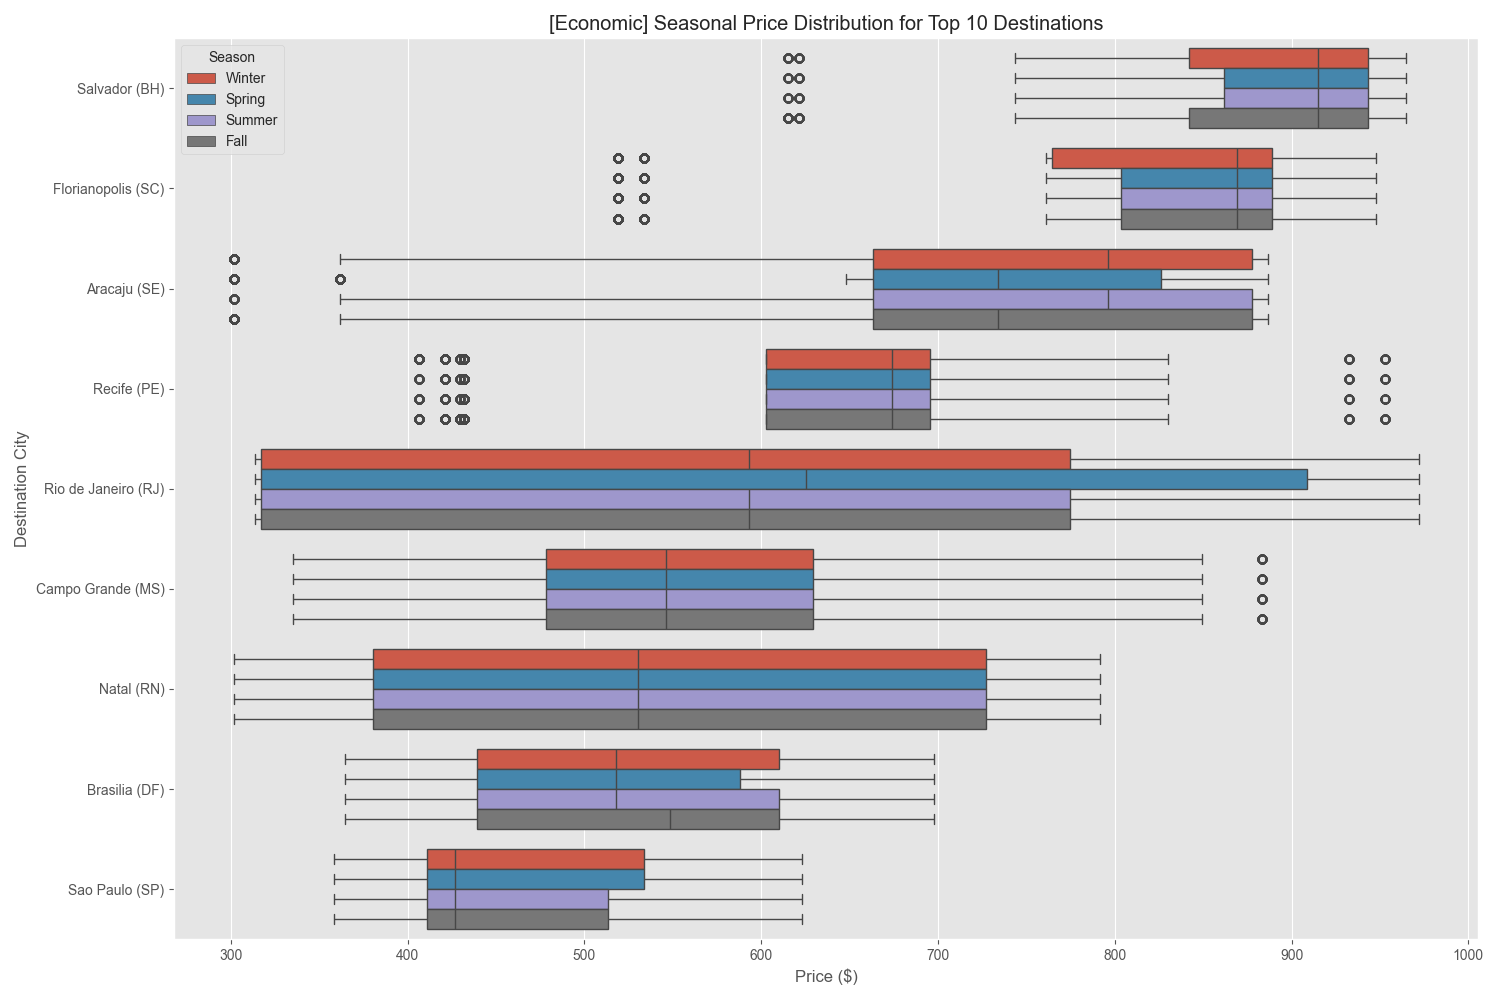 [Economic] Seasonal Price Distribution for Top 10 Destinations
Season
Winter
Spring
Summer
Fall
Destination City
Salvador (BH)
Florianopolis (SC)
Aracaju (SE)
Recife (PE)
Rio de Janeiro (RJ)
Campo Grande (MS)
Natal (RN)
Brasilia (DF)
Sao Paulo (SP)
300 400 500 600 700 800 900 1000
Price ($)